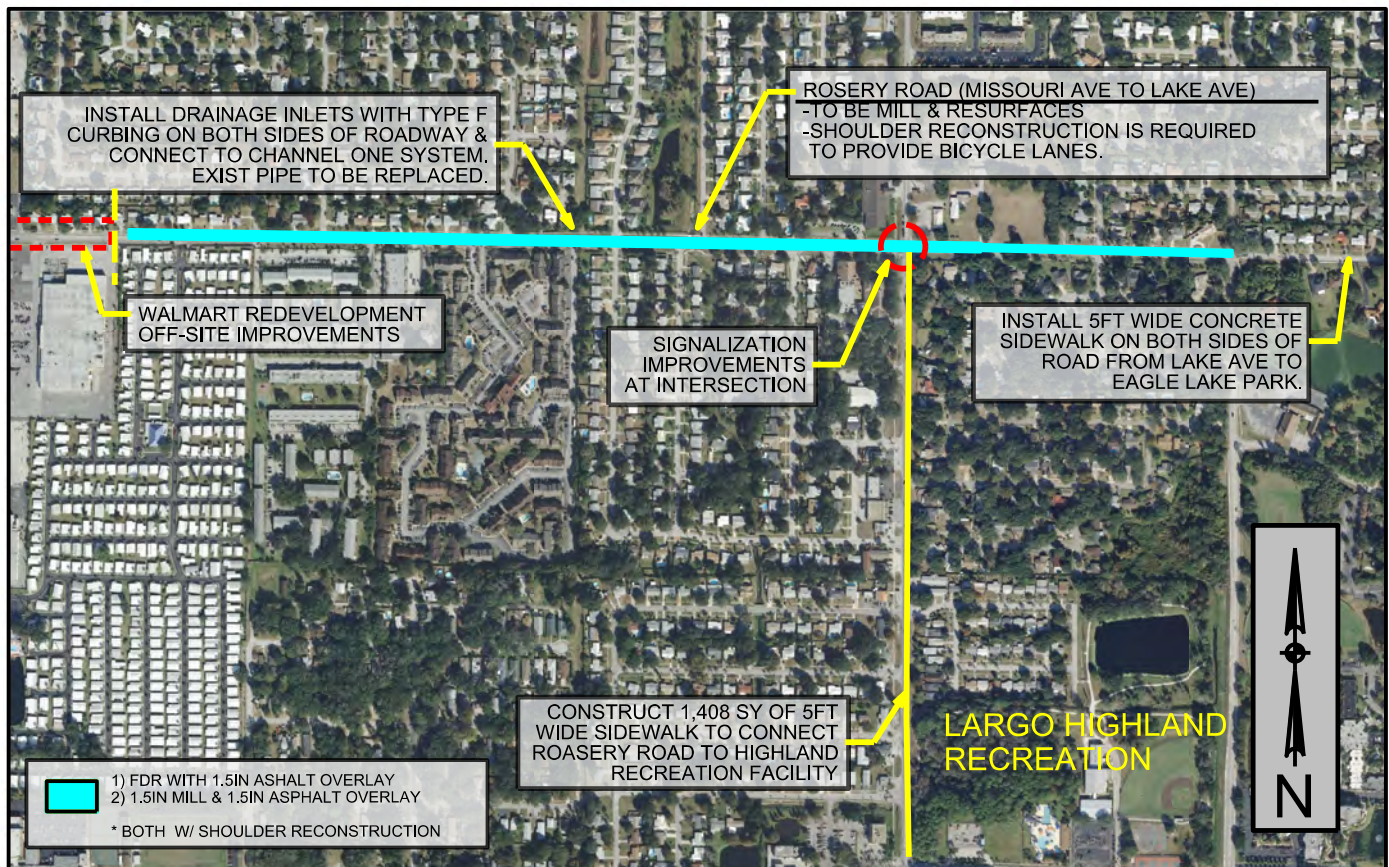 INSTALL DRAINAGE INLETS WITH TYPE F
CURBING ON BOTH SIDES OF ROADWAY &
CONNECT TO CHANNEL ONE SYSTEM.
EXIST PIPE TO BE REPLACED.
ROSERY ROAD (MISSOURI AVE TO LAKE AVE)
-TO BE MILL & RESURFACES
-SHOULDER RECONSTRUCTION IS REQUIRED
TO PROVIDE BICYCLE LANES.
WALMART REDEVELOPMENT
OFF-SITE IMPROVEMENTS
SIGNALIZATION
IMPROVEMENTS
AT INTERSECTION
INSTALL 5FT WIDE CONCRETE
SIDEWALK ON BOTH SIDES OF
ROAD FROM LAKE AVE TO
EAGLE LAKE PARK.
CONSTRUCT 1,408 SY OF 5FT
WIDE SIDEWALK TO CONNECT
ROASERY ROAD TO HIGHLAND
RECREATION FACILITY
LARGO HIGHLAND
RECREATION
1) FDR WITH 1.5IN ASHALT OVERLAY
2) 1.5IN MILL & 1.5IN ASPHALT OVERLAY
* BOTH W/ SHOULDER RECONSTRUCTION
N